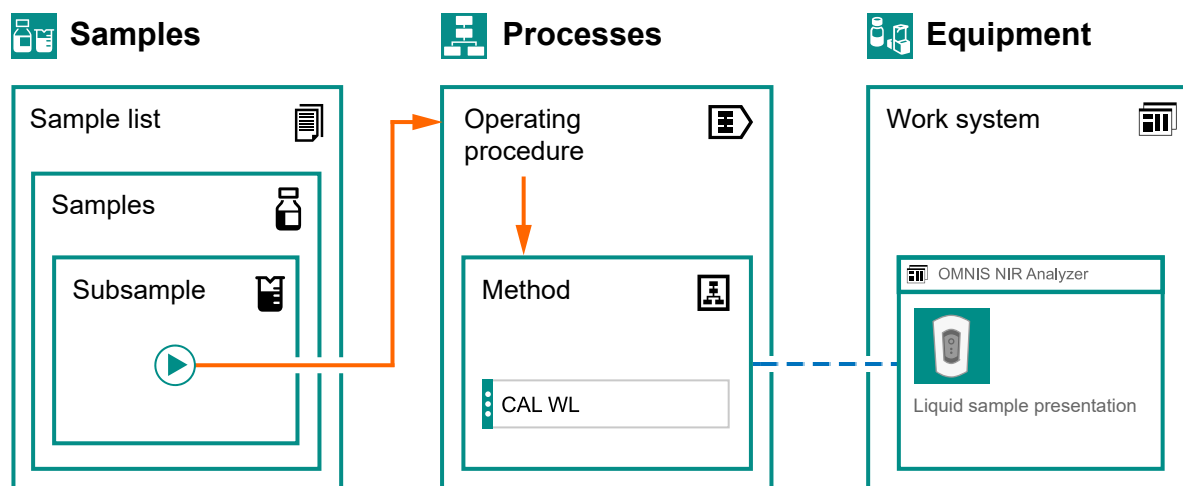 Samples
Processes
Equipment
Sample list
Samples
Subsample
Operating
procedure
Method
CAL WL
Work system
OMNIS NIR Analyzer
Liquid sample presentation